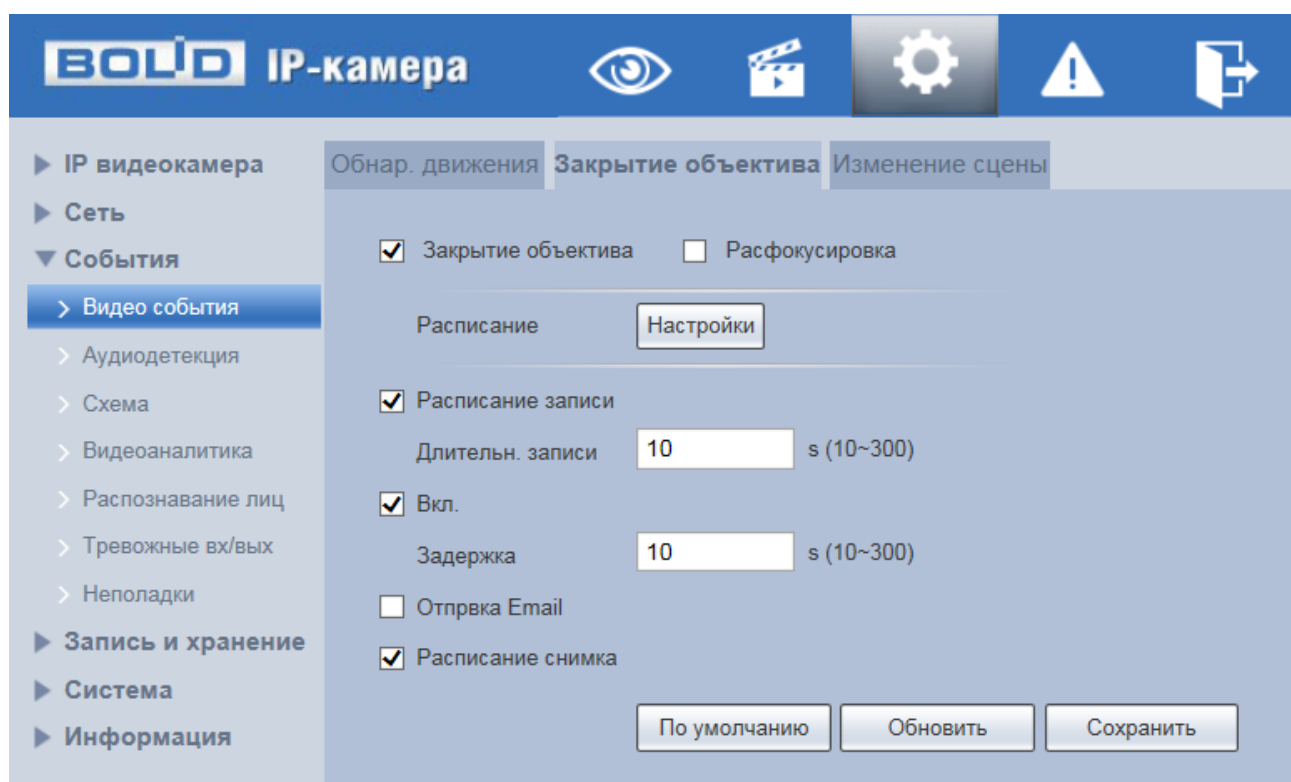 BOLID IP-камера
IP видеокамера
Сеть
События
Видео события
Аудиодетекция
Схема
Видеоаналитика
Распознавание лиц
Тревожные вх/вых
Неполадки
Запись и хранение
Система
Информация
Обнар. движения Закрытие объектива Изменение сцены
Закрытие объектива Расфокусировка
Расписание Настройки
Расписание записи
Длительн. записи 10 s (10~300)
Вкл.
Задержка 10 s (10~300)
Отпрвка Email
Расписание снимка
По умолчанию Обновить Сохранить